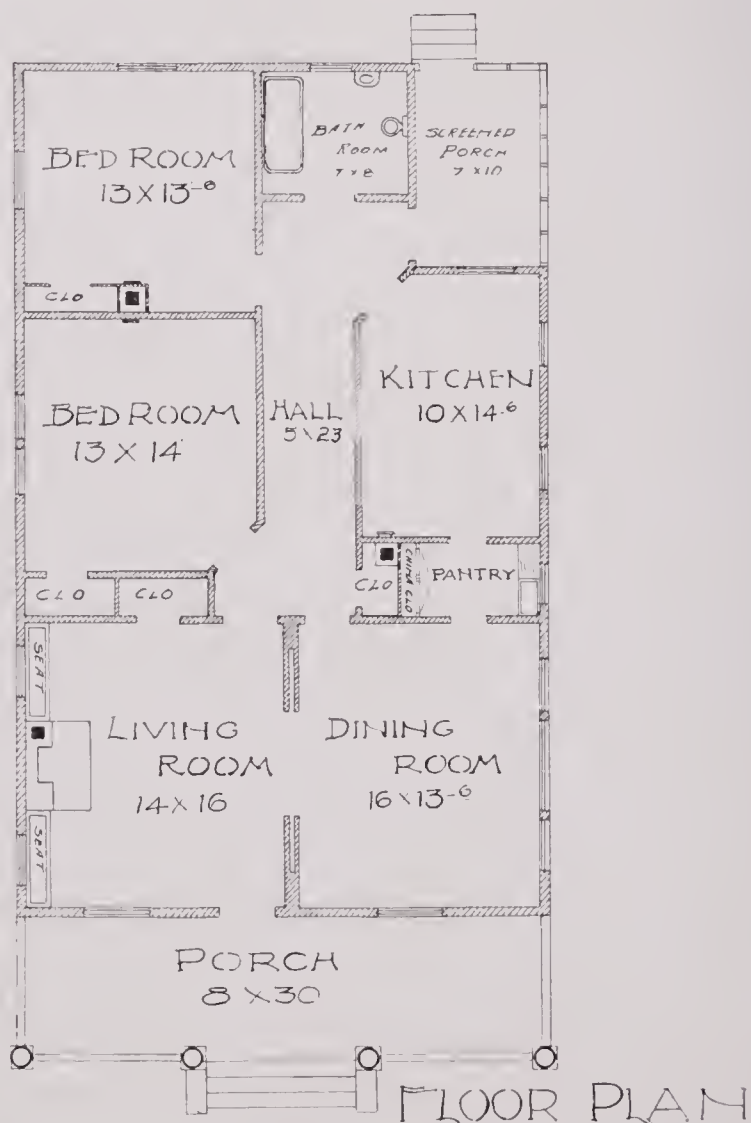 BED ROOM
13 X 13-6
BATH
ROOM
7 X 8
SCREENED
PORCH
7 X 10
CLO
BED ROOM
13 X 14
HALL
5 X 23
KITCHEN
10 X 14-6
CLO
CLO
CLO
CHINA CLO
PANTRY
SEAT
LIVING
ROOM
14 X 16
DINING
ROOM
16 X 13-6
SEAT
PORCH
8 X 30
FLOOR PLAN